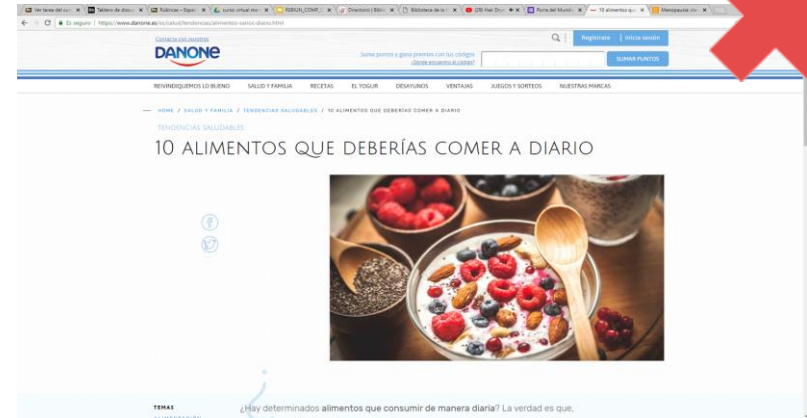 Es seguro | https://www.danone.es/es/salud/tendencias/alimentos-sanos-diario.html
Contacta con nosotros
DANONE
Suma puntos y gana premios con tus códigos
¿Dónde encuentro el código?
Regístrate | Inicia sesión
SUMAR PUNTOS
REIVINDIQUEMOS LO BUENO SALUD Y FAMILIA RECETAS EL YOGUR DESAYUNOS VENTAJAS JUEGOS Y SORTEOS NUESTRAS MARCAS
HOME / SALUD Y FAMILIA / TENDENCIAS SALUDABLES / 10 ALIMENTOS QUE DEBERÍAS COMER A DIARIO
TENDENCIAS SALUDABLES
10 ALIMENTOS QUE DEBERÍAS COMER A DIARIO
TEMAS
¿Hay determinados alimentos que consumir de manera diaria? La verdad es que,